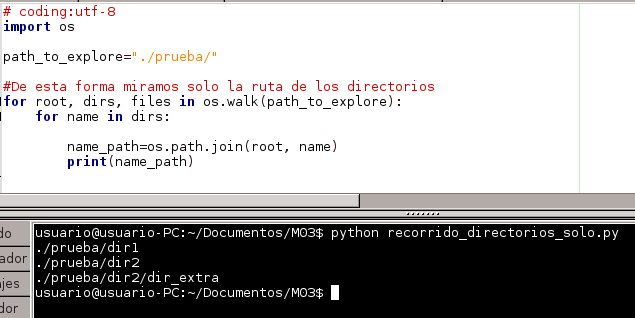 # coding:utf-8
import os
path_to_explore="./prueba/"
#De esta forma miramos solo la ruta de los directorios
for root, dirs, files in os.walk(path_to_explore):
for name in dirs:
name_path=os.path.join(root, name)
print(name_path)
do
ador
jes
dor
usuario@usuario-PC:~/Documentos/M03$ python recorrido_directorios_solo.py
./prueba/dir1
./prueba/dir2
./prueba/dir2/dir_extra
usuario@usuario-PC:~/Documentos/M03$